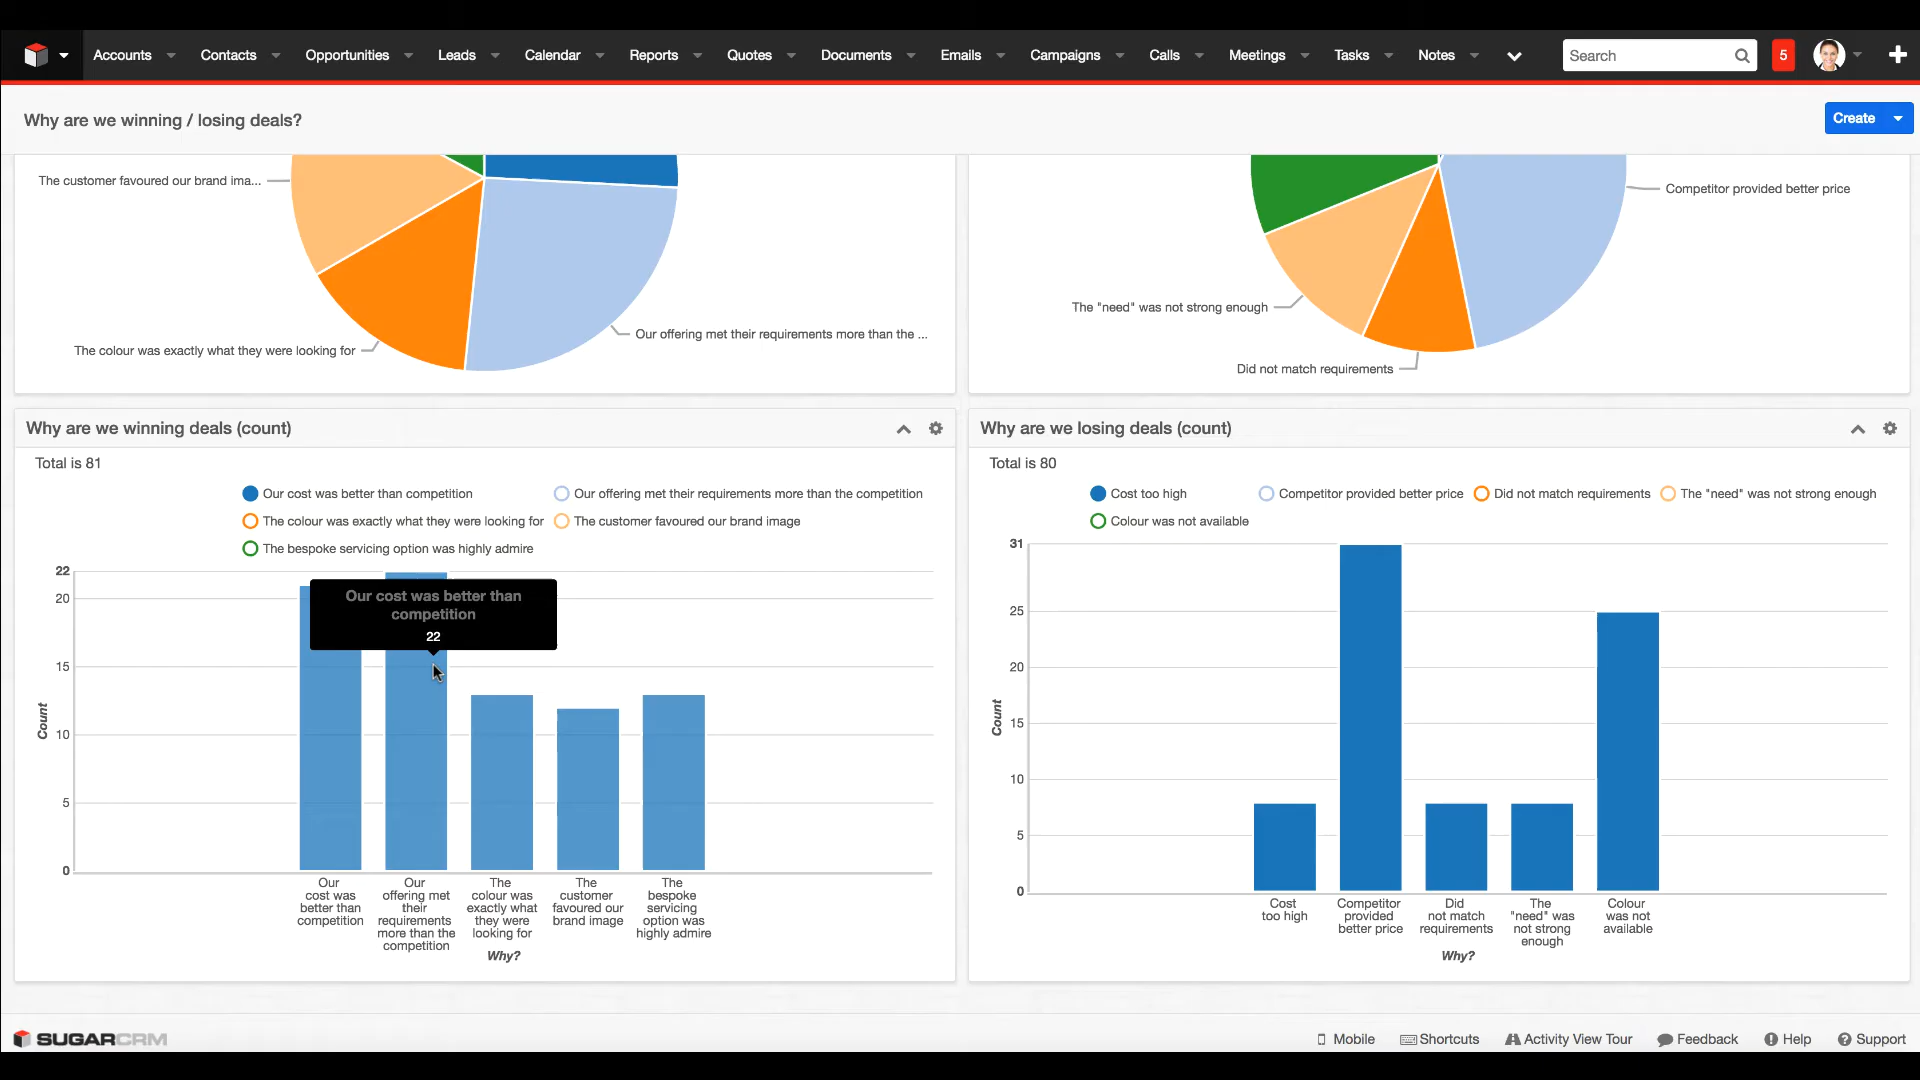 Accounts Contacts Opportunities Leads Calendar Reports Quotes Documents Emails Campaigns Calls Meetings Tasks Notes Search 5
Why are we winning / losing deals?
Create
The customer favoured our brand ima...
The colour was exactly what they were looking for
Our offering met their requirements more than the ...
Competitor provided better price
The "need" was not strong enough
Did not match requirements
Why are we winning deals (count)
Total is 81
Our cost was better than competition
Our offering met their requirements more than the competition
The colour was exactly what they were looking for
The customer favoured our brand image
The bespoke servicing option was highly admire
22
20
15
10
5
0
Count
Our cost was better than
competition
22
Our
cost was
better than
competition
Our
offering met
their
requirements
more than the
competition
The
colour was
exactly what
they were
looking for
The
customer
favoured our
brand image
The
bespoke
servicing
option was
highly admire
Why?
Why are we losing deals (count)
Total is 80
Cost too high
Competitor provided better price
Did not match requirements
The "need" was not strong enough
Colour was not available
31
25
20
15
10
5
0
Count
Cost
too high
Competitor
provided
better price
Did
not match
requirements
The
"need" was
not strong
enough
Colour
was not
available
Why?
SUGARCRM
Mobile Shortcuts Activity View Tour Feedback Help Support